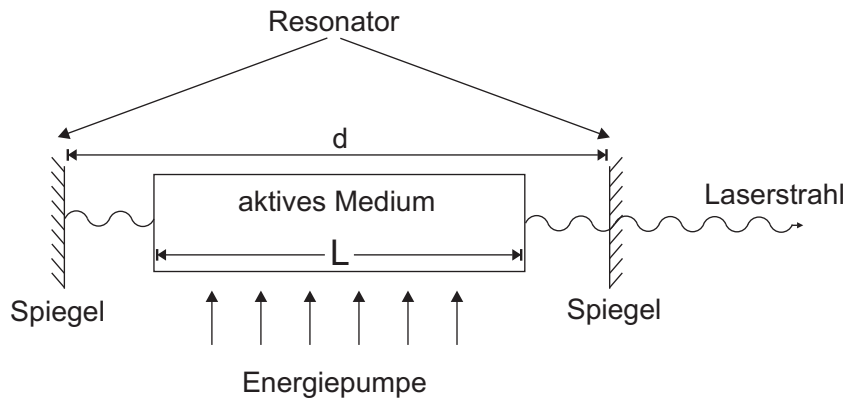 Resonator
d
aktives Medium
Laserstrahl
L
Spiegel
Spiegel
Energiepumpe